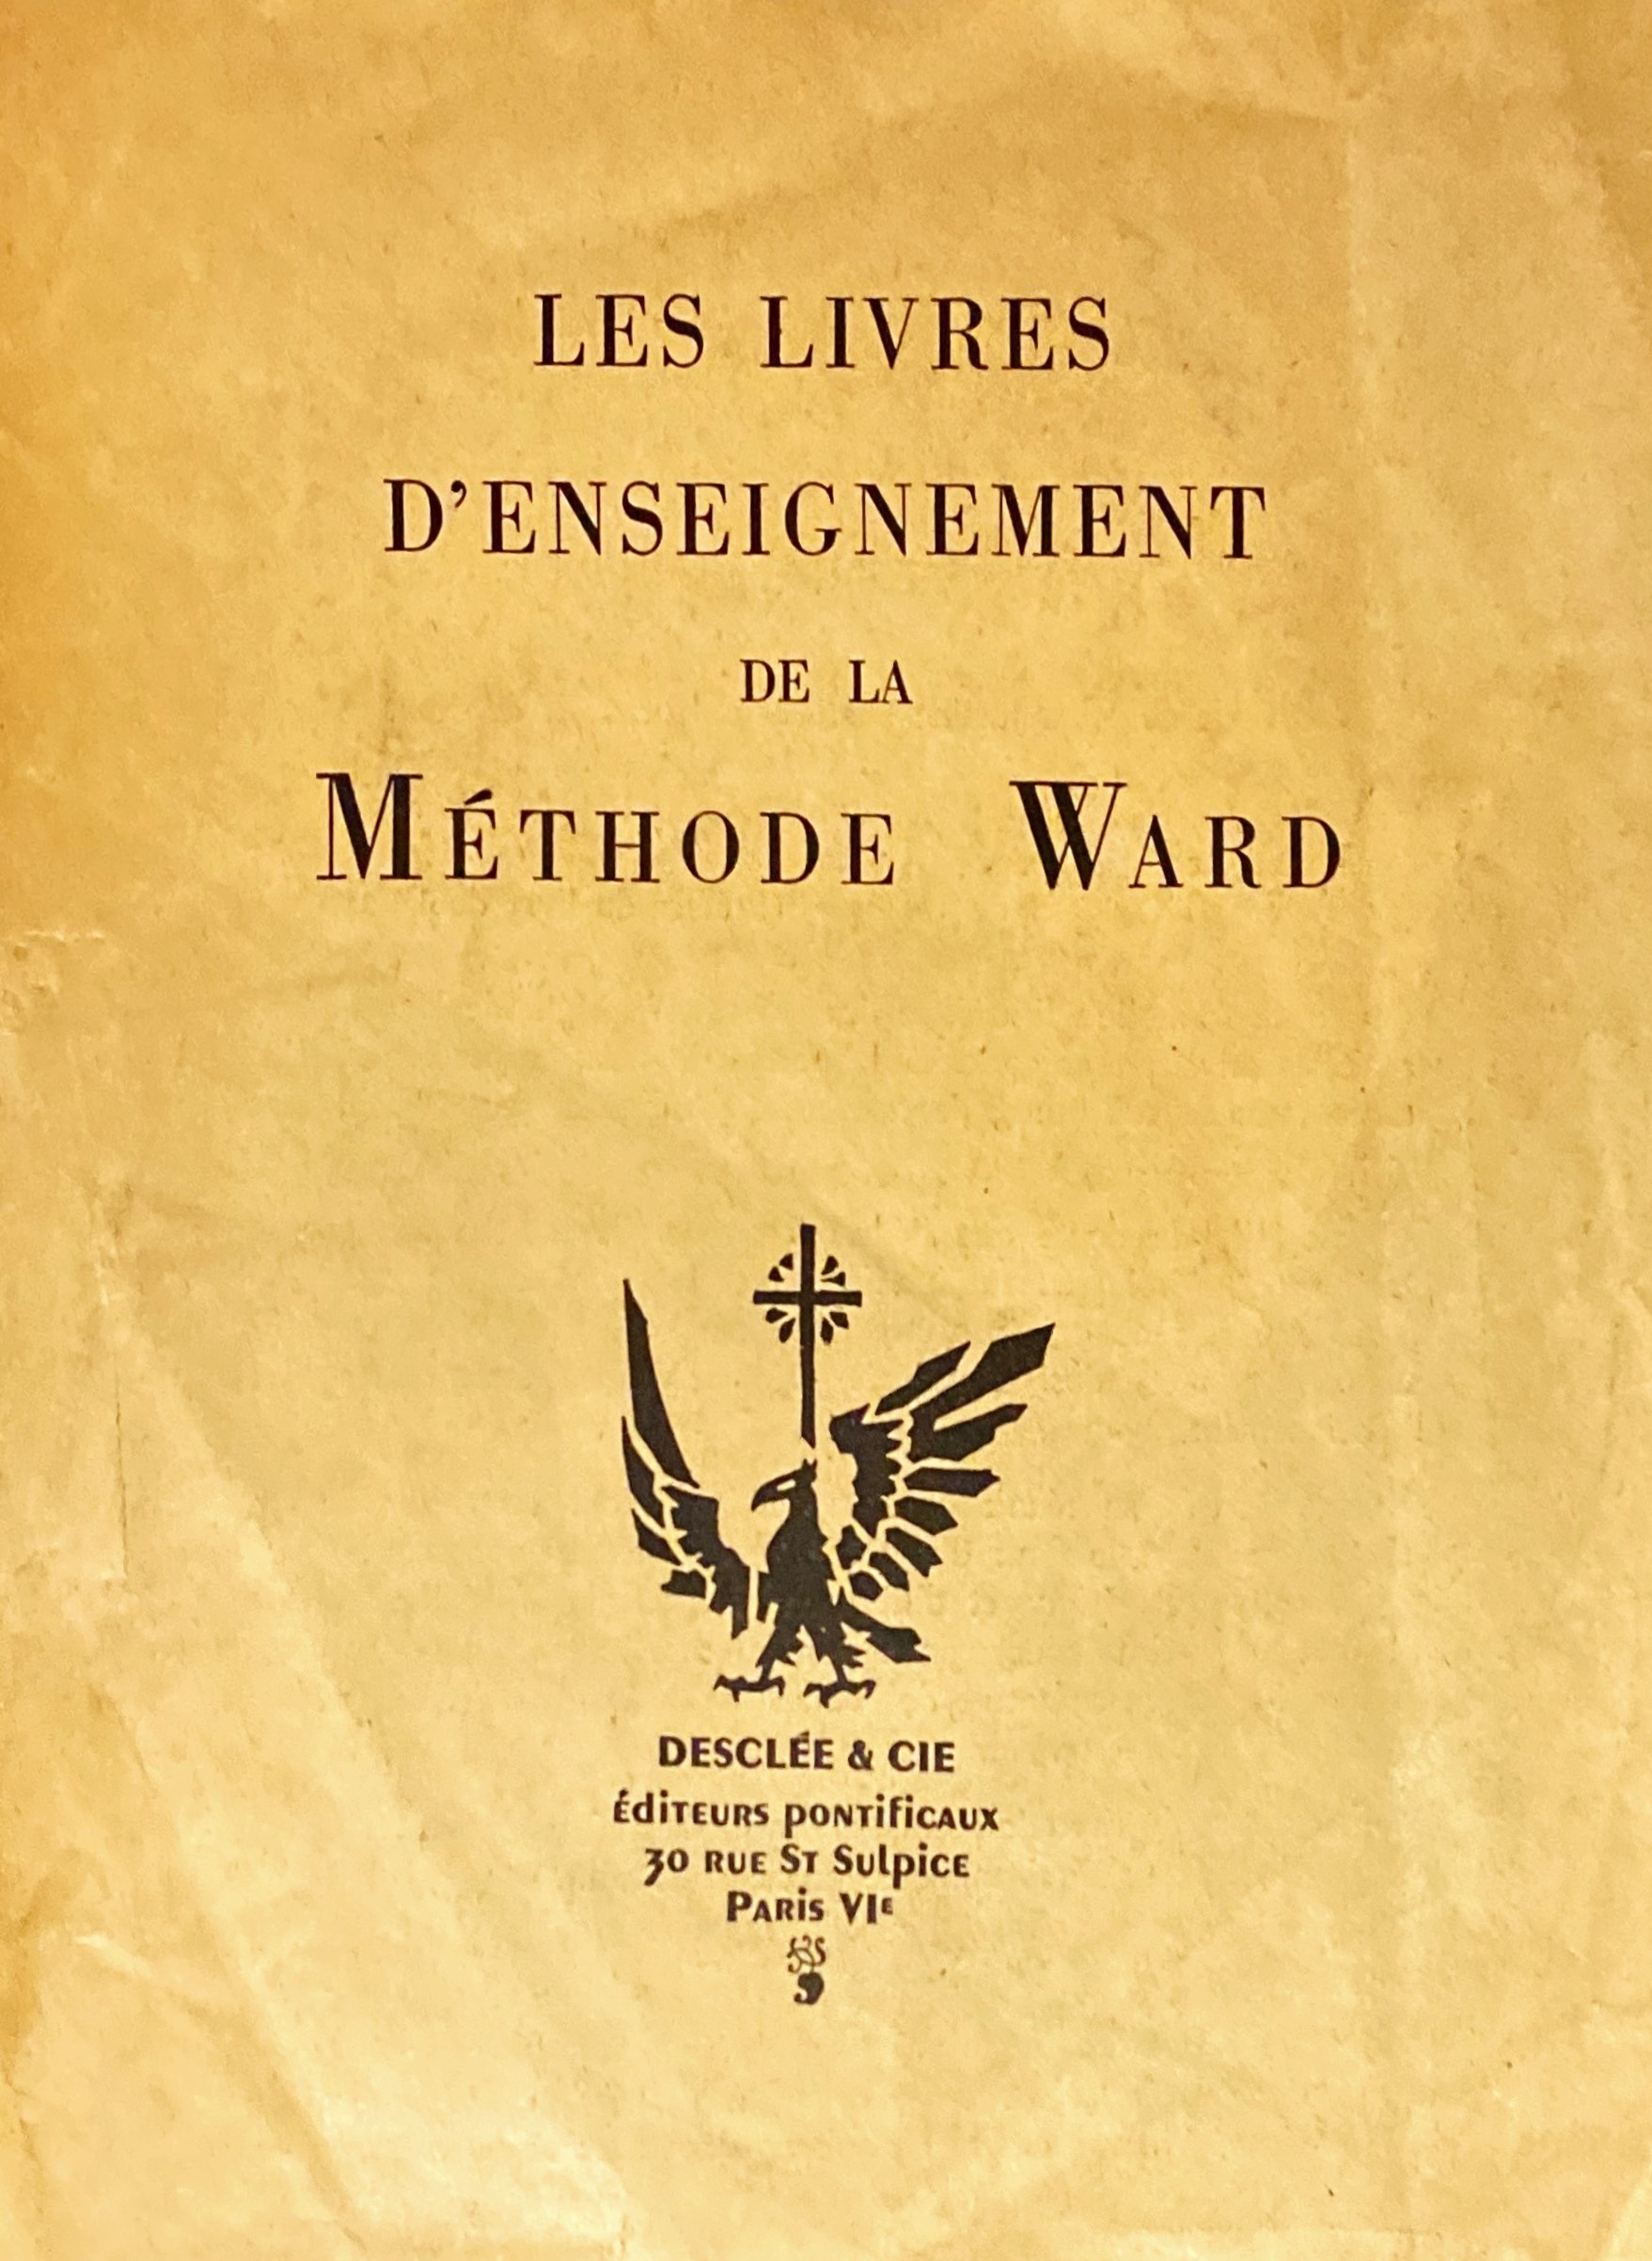 LES LIVRES
D'ENSEIGNEMENT
DE LA
MÉTHODE WARD
DESCLÉE & CIE
Éditeurs pontificaux
30 rue St Sulpice
Paris VIe